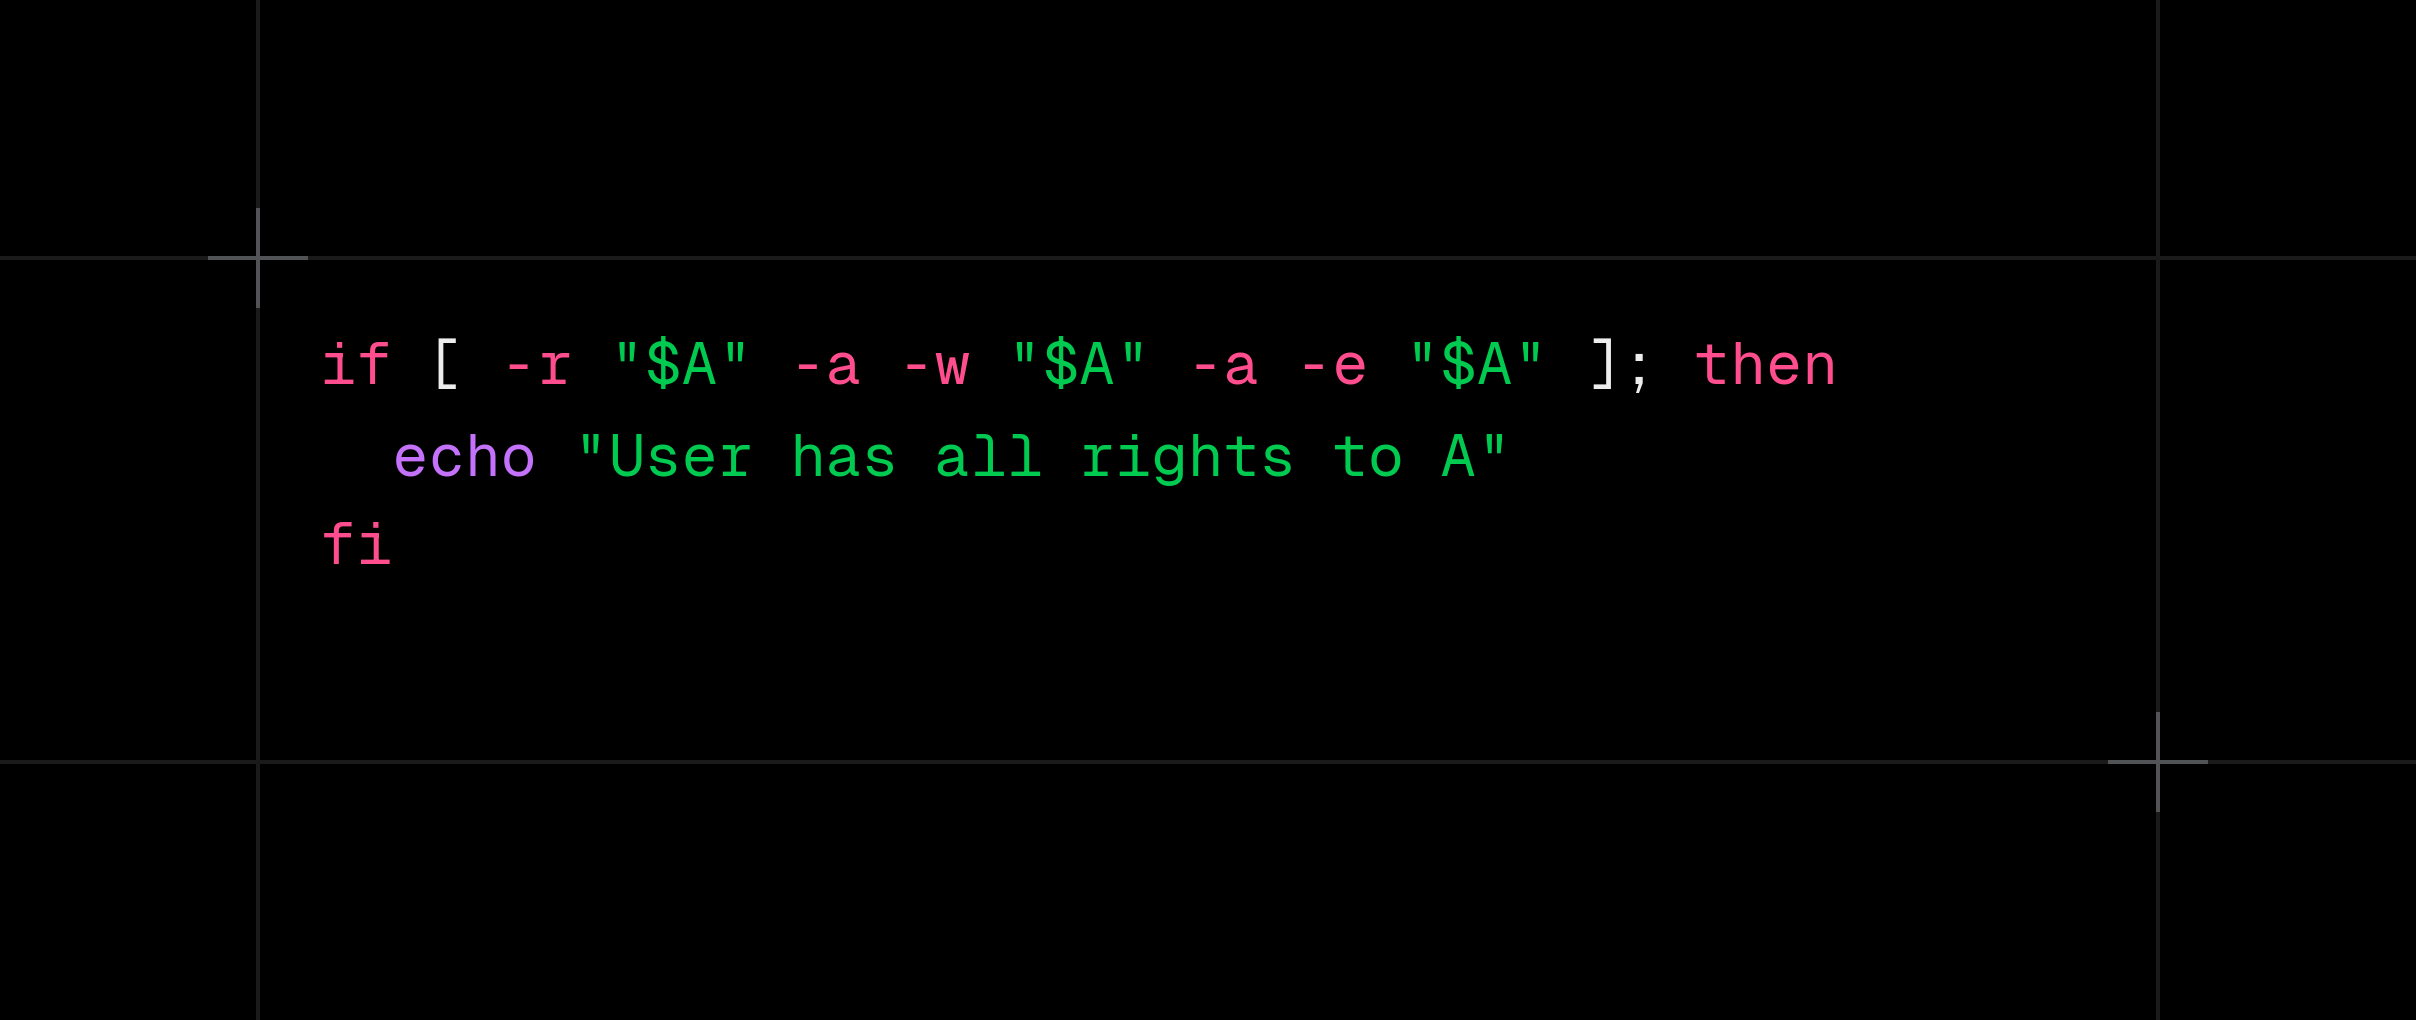 if [ -r "$A" -a -w "$A" -a -e "$A" ]; then
  echo "User has all rights to A"
fi